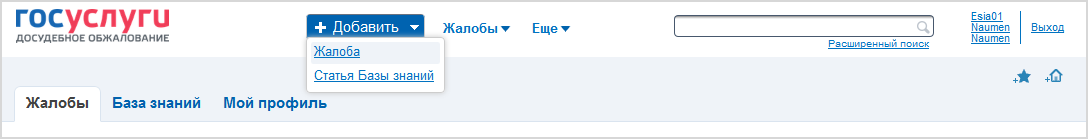 госуслуги
ДОСУДЕБНОЕ ОБЖАЛОВАНИЕ
Добавить
Жалобы
Еще
Расширенный поиск
Esia01
Naumen
Naumen
Выход
Жалоба
Статья Базы знаний
Жалобы
База знаний
Мой профиль